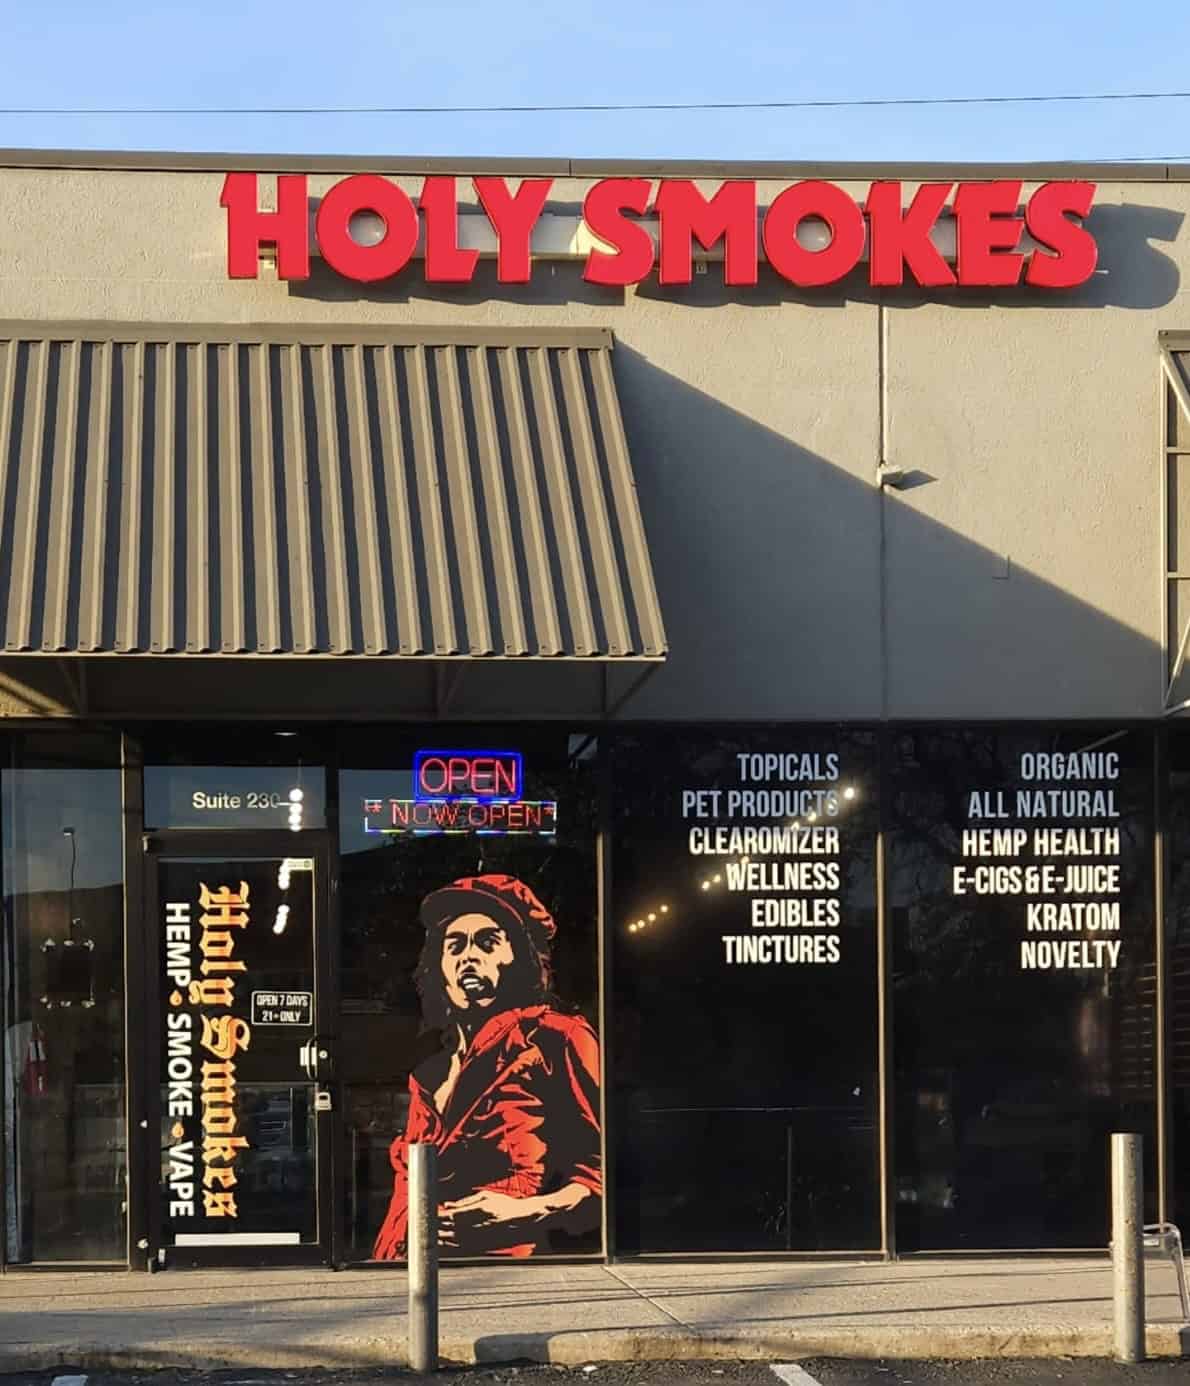 HOLY SMOKES
Suite 230
OPEN
* NOW OPEN *
Holy Smokes
HEMP • SMOKE • VAPE
OPEN 7 DAYS
21+ ONLY
TOPICALS
PET PRODUCTS
CLEAROMIZER
WELLNESS
EDIBLES
TINCTURES
ORGANIC
ALL NATURAL
HEMP HEALTH
E-CIGS & E-JUICE
KRATOM
NOVELTY